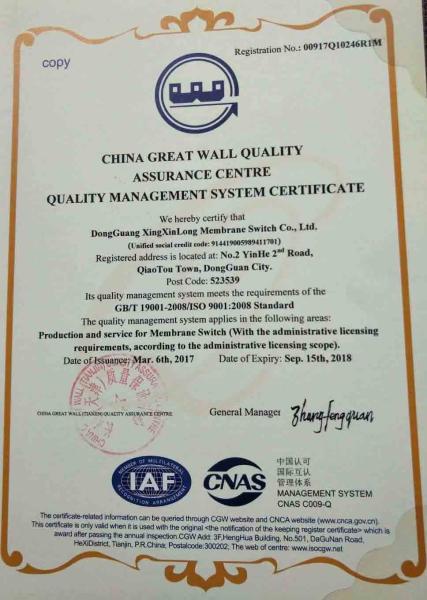 copy
Registration No.: 00917Q10246R1M
CHINA GREAT WALL QUALITY
ASSURANCE CENTRE
QUALITY MANAGEMENT SYSTEM CERTIFICATE
We hereby certify that
DongGuang XingXinLong Membrane Switch Co., Ltd.
(Unified social credit code: 914419005989411701)
Registered address is located at: No.2 YinHe 2nd Road,
QiaoTou Town, DongGuan City.
Post Code: 523539
Its quality management system meets the requirements of the
GB/T 19001-2008/ISO 9001:2008 Standard
The quality management system applies in the following areas:
Production and service for Membrane Switch (With the administrative licensing
requirements, according to the administrative licensing scope).
Date of Issuance: Mar. 6th, 2017 Date of Expiry: Sep. 15th, 2018
CHINA GREAT WALL (TIANJIN) QUALITY ASSURANCE CENTRE
General Manager Zhangfengquan
MEMBER OF MULTILATERAL
IAF
RECOGNITION ARRANGEMENT
CNAS
中国认可
国际互认
管理体系
MANAGEMENT SYSTEM
CNAS C009-Q
The certificate-related information can be queried through CGW website and CNCA website (www.cnca.gov.cn).
This certificate is only valid when it is used with the original <the notification of the keeping register certificate> which is
award after passing the annual inspection.CGW Add: 3F,HengHua Building, No.501, DaGuNan Road,
HeXiDistrict, Tianjin, P.R.China; Postalcode:300202; The web of centre: www.isocgw.net